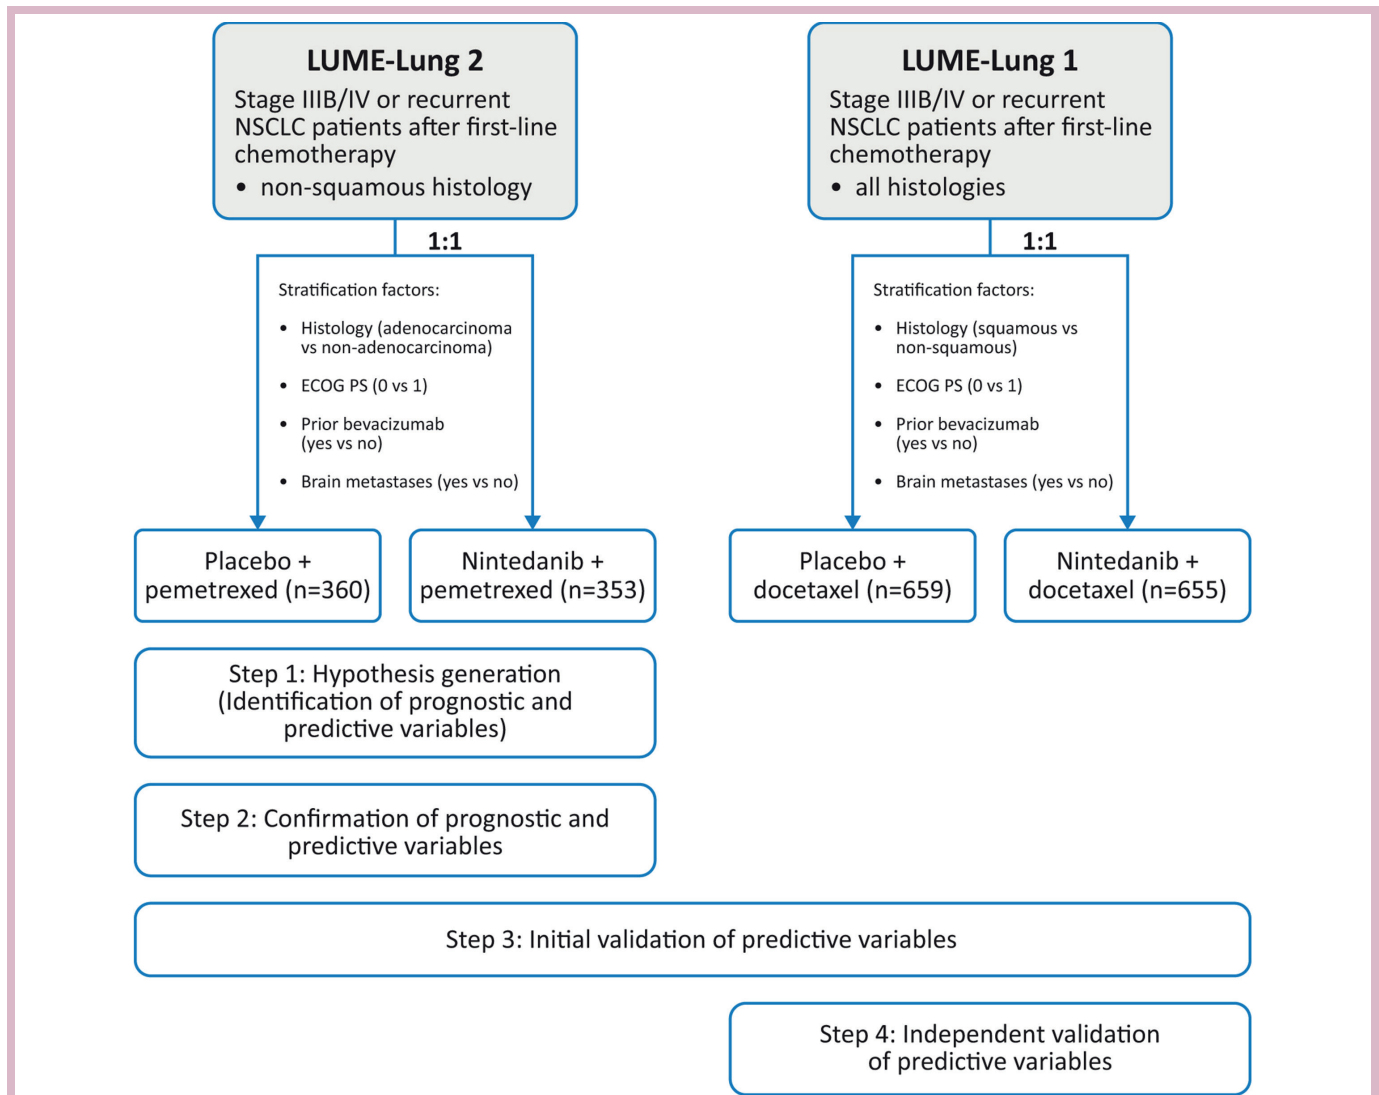 LUME-Lung 2
Stage IIIB/IV or recurrent
NSCLC patients after first-line
chemotherapy
• non-squamous histology
1:1
Stratification factors:
• Histology (adenocarcinoma
vs non-adenocarcinoma)
• ECOG PS (0 vs 1)
• Prior bevacizumab
(yes vs no)
• Brain metastases (yes vs no)
Placebo +
pemetrexed (n=360)
Nintedanib +
pemetrexed (n=353)
LUME-Lung 1
Stage IIIB/IV or recurrent
NSCLC patients after first-line
chemotherapy
• all histologies
1:1
Stratification factors:
• Histology (squamous vs
non-squamous)
• ECOG PS (0 vs 1)
• Prior bevacizumab
(yes vs no)
• Brain metastases (yes vs no)
Placebo +
docetaxel (n=659)
Nintedanib +
docetaxel (n=655)
Step 1: Hypothesis generation
(Identification of prognostic and
predictive variables)
Step 2: Confirmation of prognostic and
predictive variables
Step 3: Initial validation of predictive variables
Step 4: Independent validation
of predictive variables